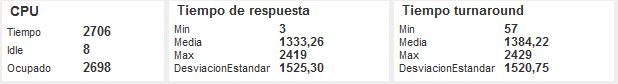 CPU
Tiempo 2706
Idle 8
Ocupado 2698
Tiempo de respuesta
Min 3
Media 1333,26
Max 2419
DesviacionEstandar 1525,30
Tiempo turnaround
Min 57
Media 1384,22
Max 2429
DesviacionEstandar 1520,75